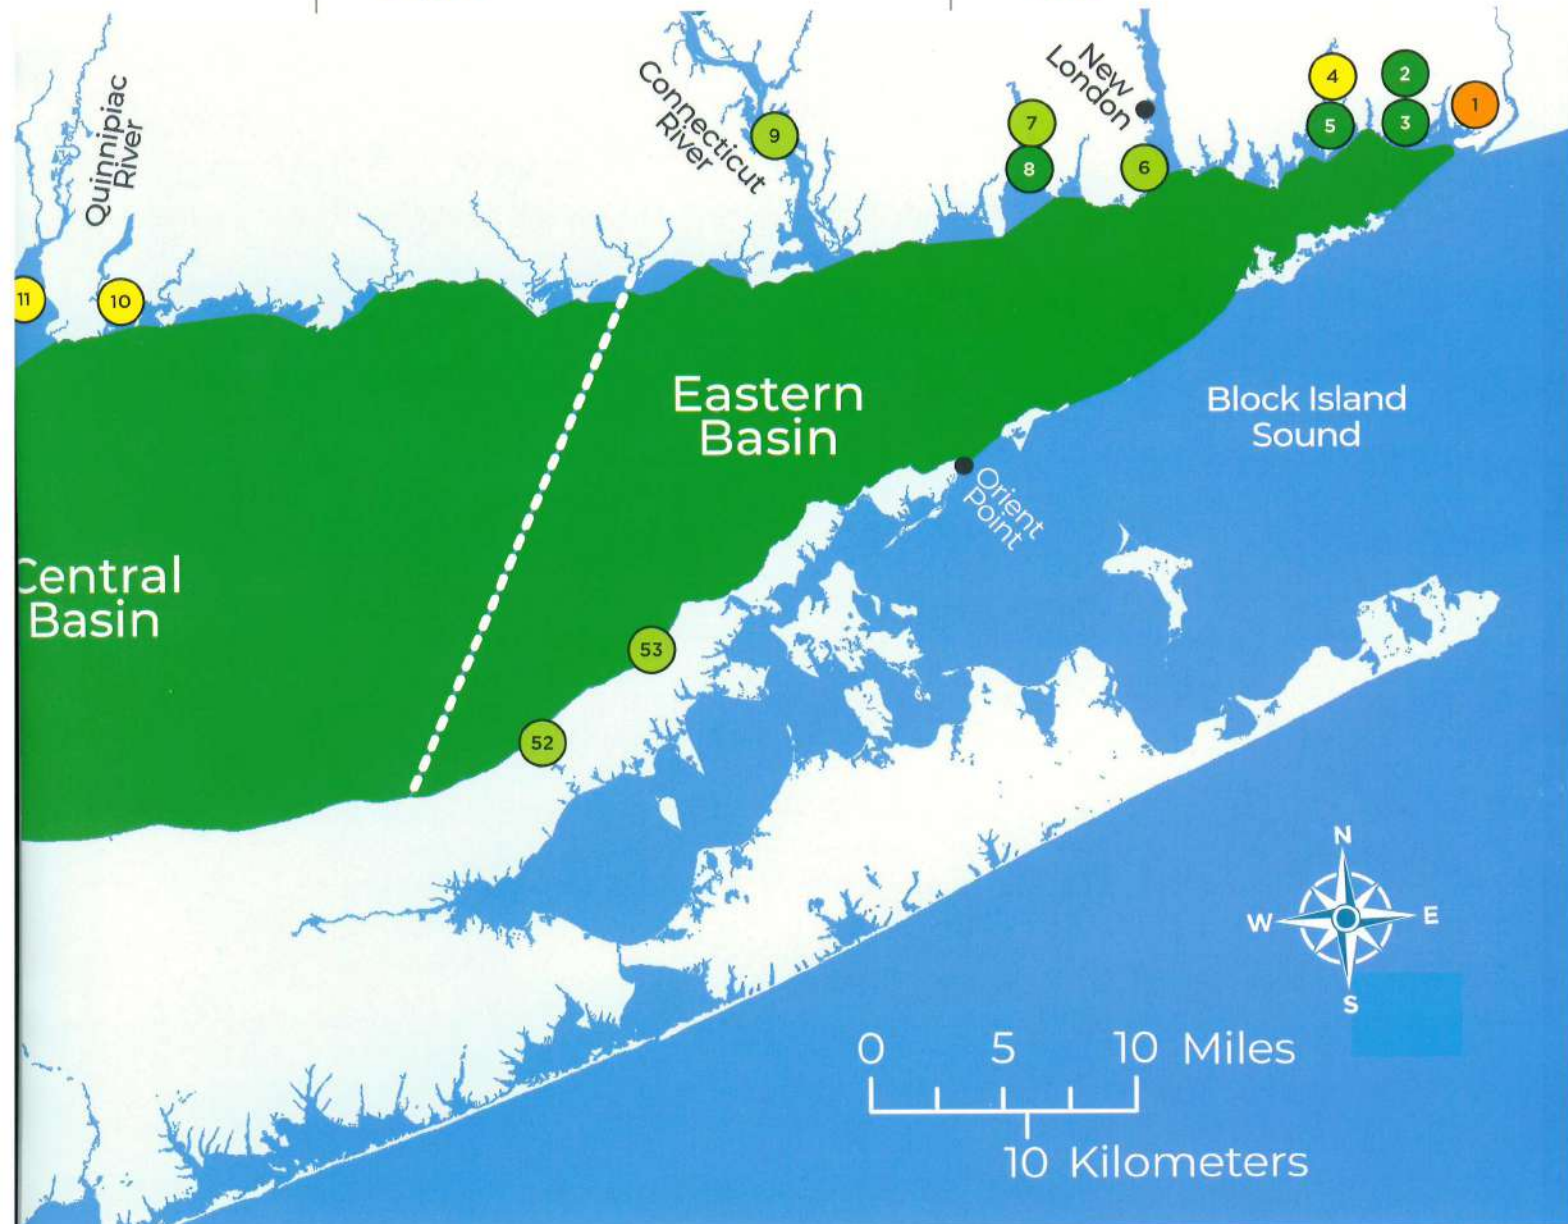 Quinnipiac
River
Connecticut
River
New
London
4
2
1
5
3
7
8
6
9
11
10
Eastern
Basin
Block Island
Sound
Orient
Point
Central
Basin
53
52
N
W
E
S
0 5 10 Miles
10 Kilometers